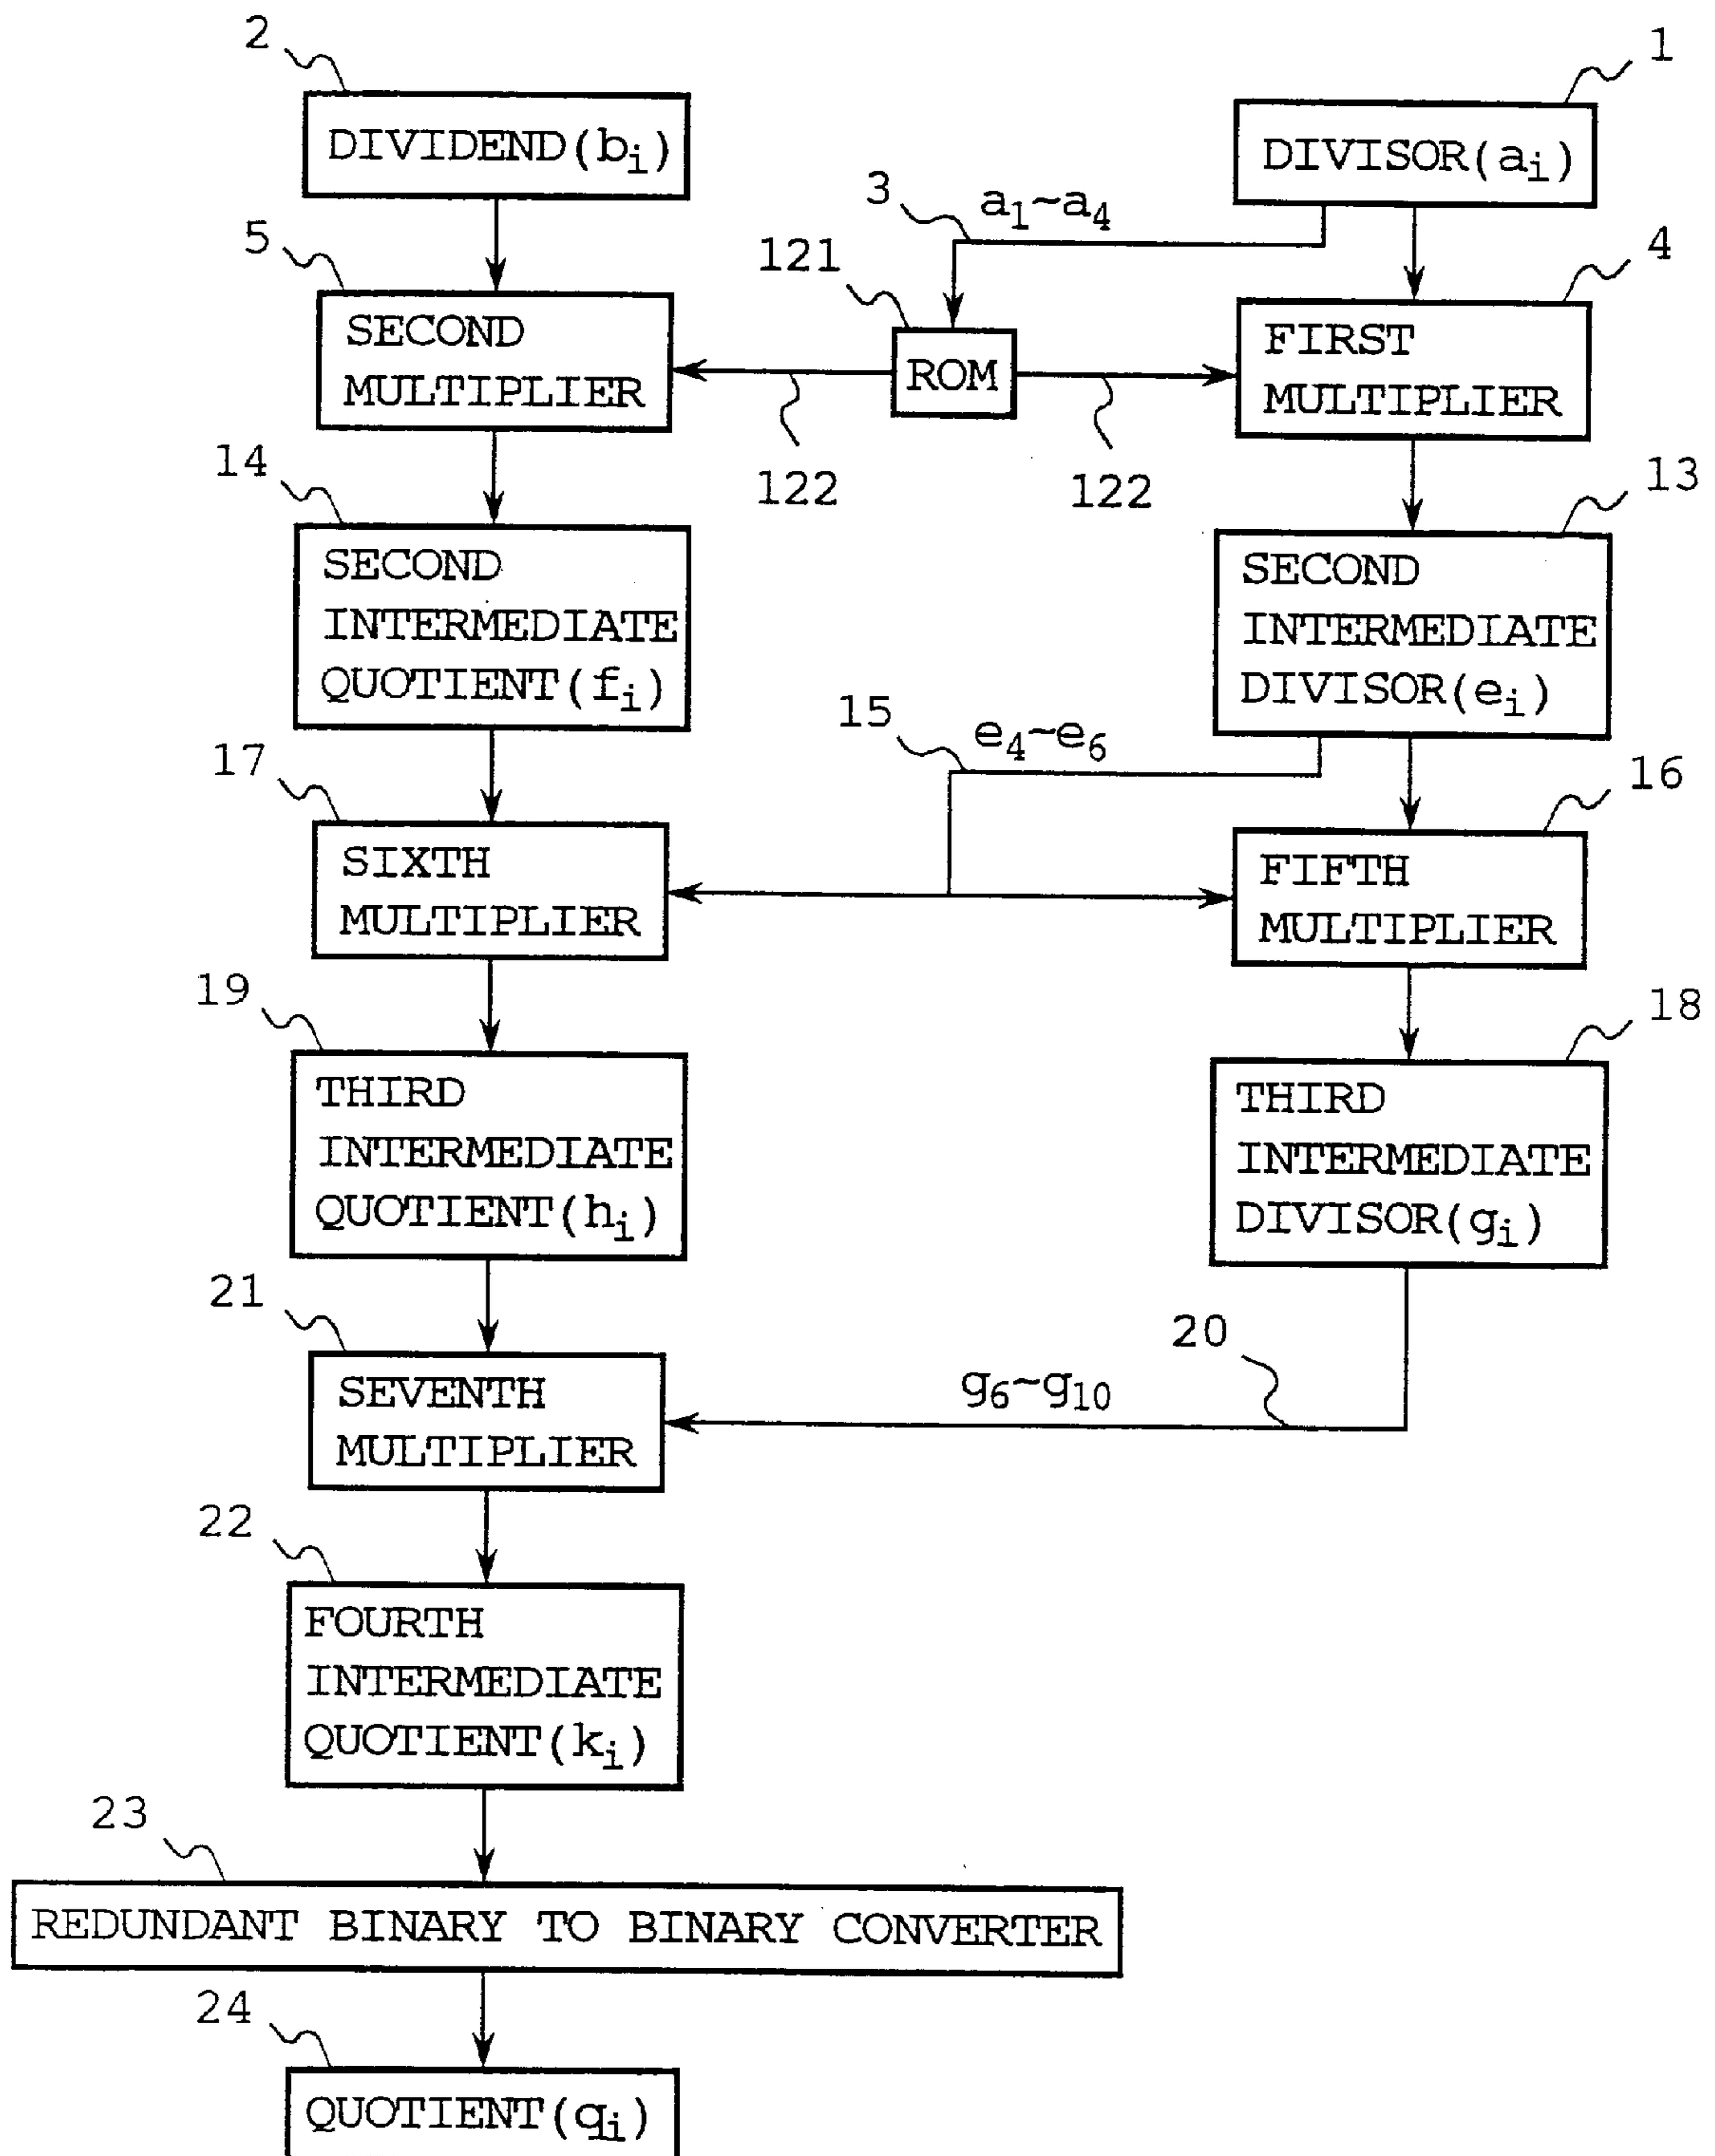 2
1
DIVIDEND(bᵢ)
DIVISOR(aᵢ)
3
a₁~a₄
5
121
4
SECOND
MULTIPLIER
ROM
FIRST
MULTIPLIER
14
122
122
13
SECOND
INTERMEDIATE
QUOTIENT(fᵢ)
SECOND
INTERMEDIATE
DIVISOR(eᵢ)
15
e₄~e₆
17
16
SIXTH
MULTIPLIER
FIFTH
MULTIPLIER
19
18
THIRD
INTERMEDIATE
QUOTIENT(hᵢ)
THIRD
INTERMEDIATE
DIVISOR(gᵢ)
21
20
SEVENTH
MULTIPLIER
g₆~g₁₀
22
FOURTH
INTERMEDIATE
QUOTIENT(kᵢ)
23
REDUNDANT BINARY TO BINARY CONVERTER
24
QUOTIENT(qᵢ)